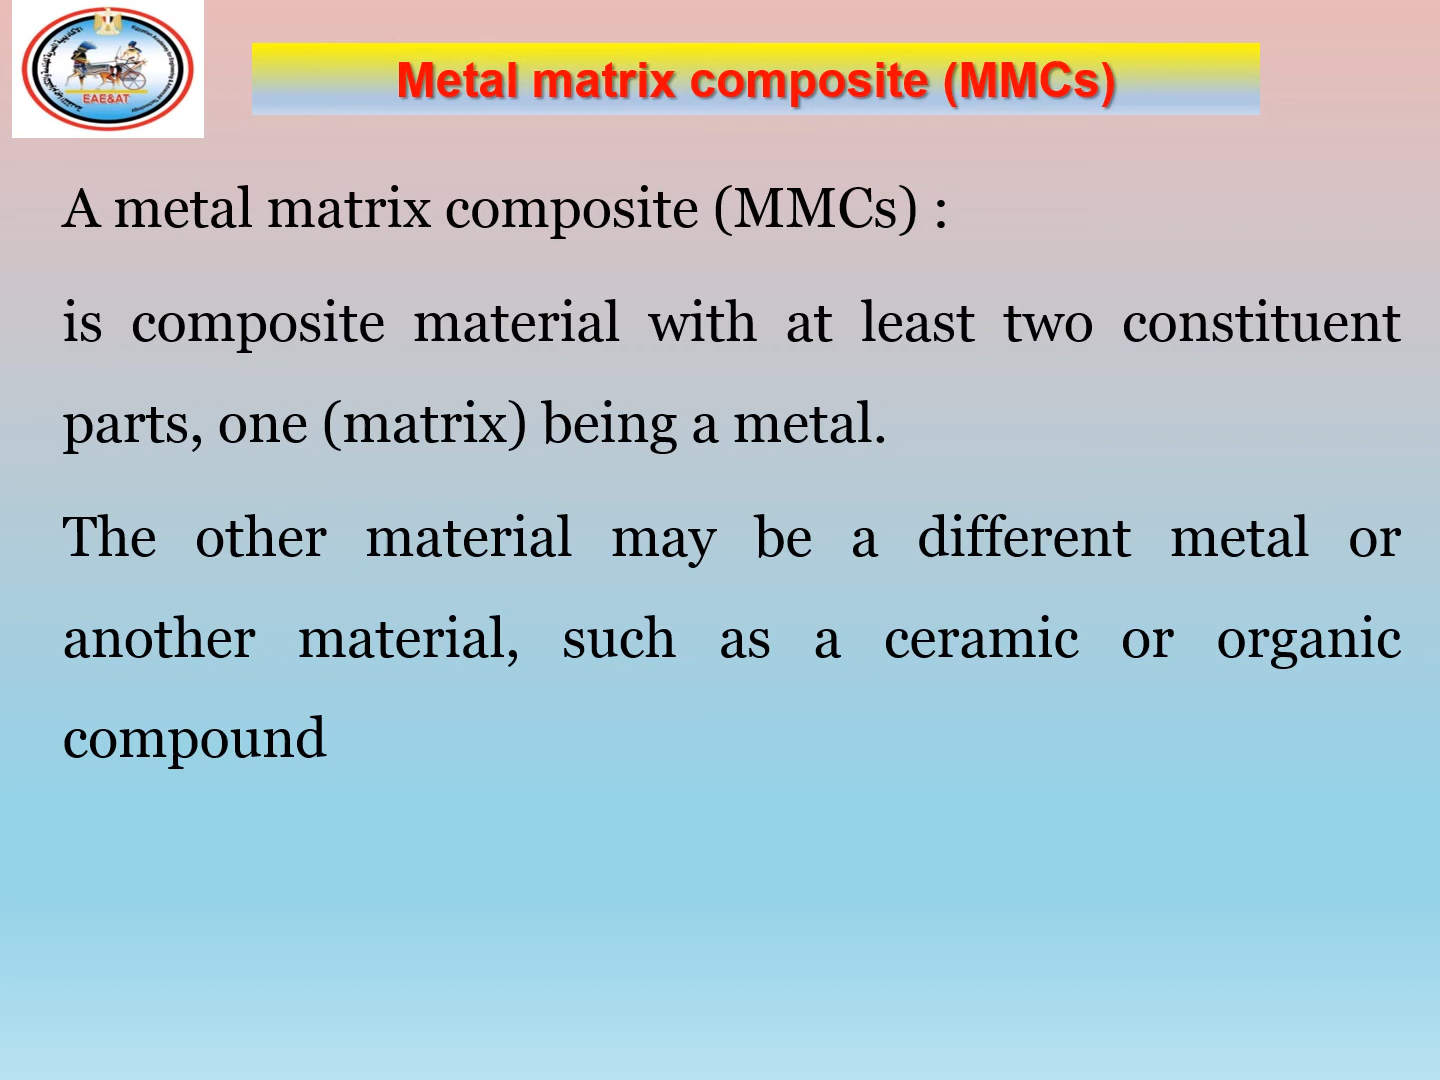 EAE&AT
Metal matrix composite (MMCs)
A metal matrix composite (MMCs) :
is composite material with at least two constituent
parts, one (matrix) being a metal.
The other material may be a different metal or
another material, such as a ceramic or organic
compound